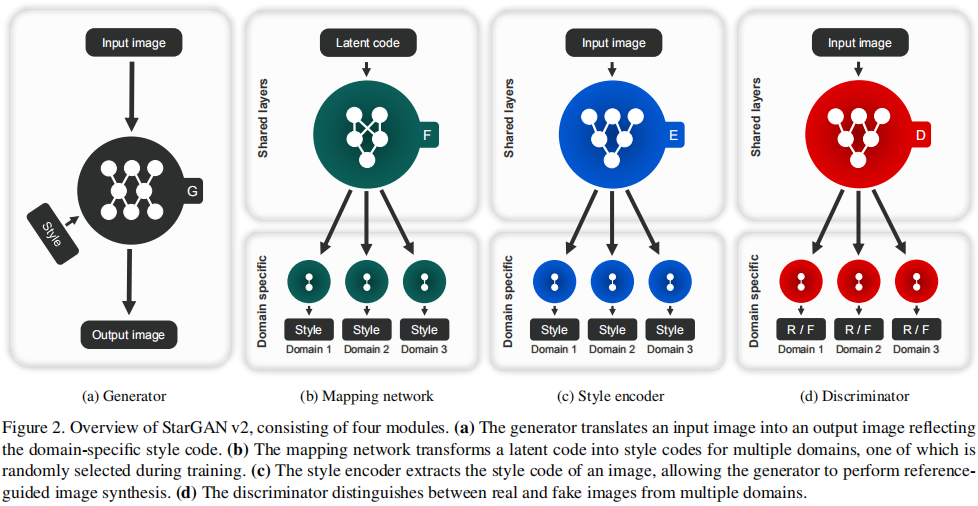 Input image
G
Style
Output image
(a) Generator
Shared layers
Latent code
F
Domain specific
Style Style Style
Domain 1 Domain 2 Domain 3
(b) Mapping network
Shared layers
Input image
E
Domain specific
Style Style Style
Domain 1 Domain 2 Domain 3
(c) Style encoder
Shared layers
Input image
D
Domain specific
R / F R / F R / F
Domain 1 Domain 2 Domain 3
(d) Discriminator
Figure 2. Overview of StarGAN v2, consisting of four modules. (a) The generator translates an input image into an output image reflecting
the domain-specific style code. (b) The mapping network transforms a latent code into style codes for multiple domains, one of which is
randomly selected during training. (c) The style encoder extracts the style code of an image, allowing the generator to perform reference-
guided image synthesis. (d) The discriminator distinguishes between real and fake images from multiple domains.